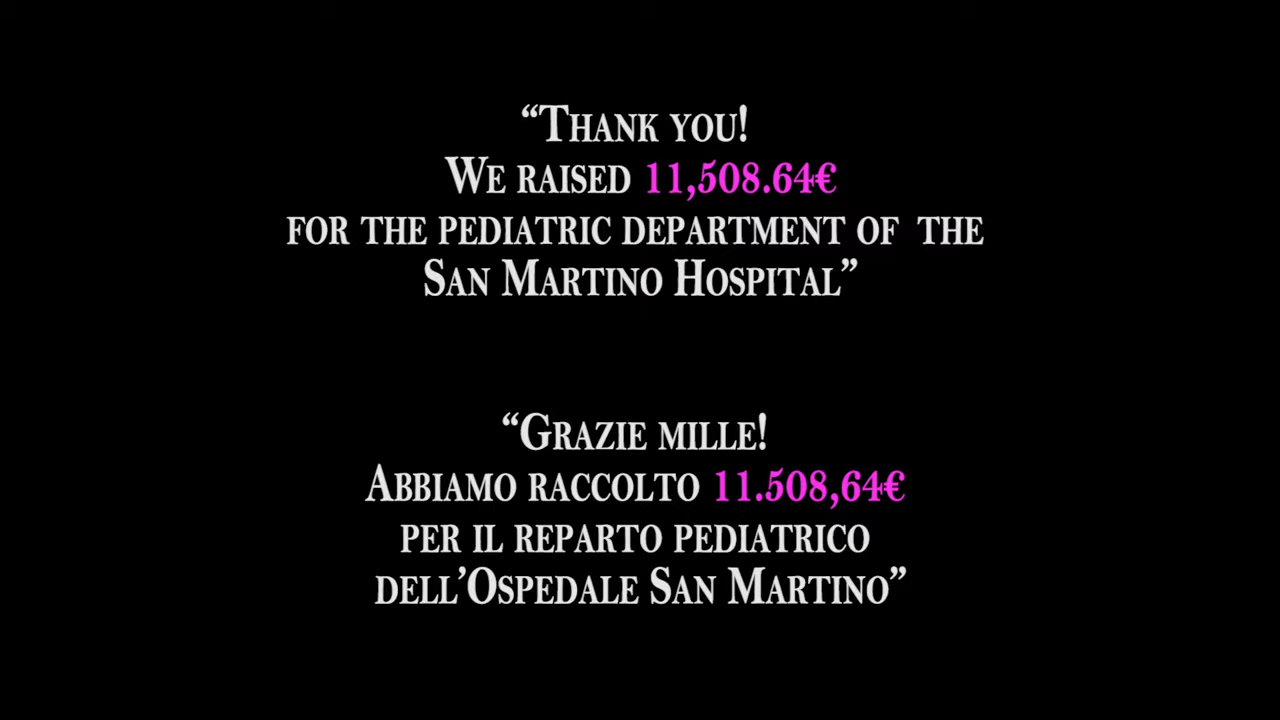 “Thank you!
We raised 11,508.64€
for the pediatric department of the
San Martino Hospital”
“Grazie mille!
Abbiamo raccolto 11.508,64€
per il reparto pediatrico
dell’Ospedale San Martino”